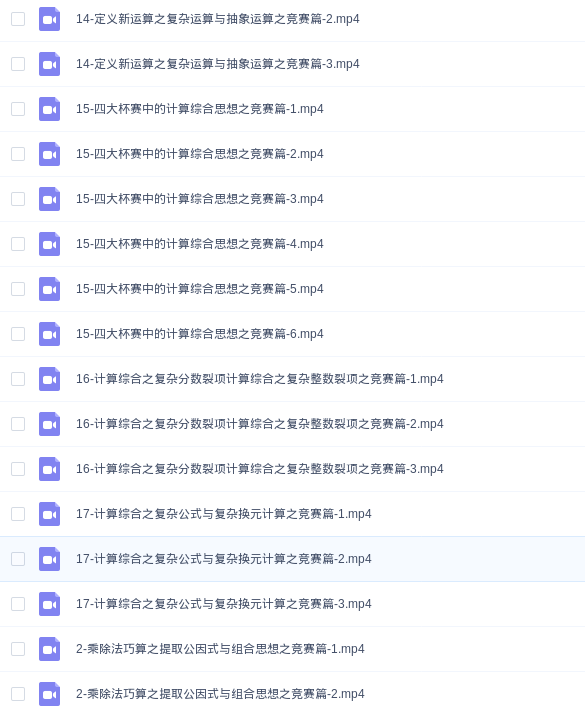 14-定义新运算之复杂运算与抽象运算之竞赛篇-2.mp4
14-定义新运算之复杂运算与抽象运算之竞赛篇-3.mp4
15-四大杯赛中的计算综合思想之竞赛篇-1.mp4
15-四大杯赛中的计算综合思想之竞赛篇-2.mp4
15-四大杯赛中的计算综合思想之竞赛篇-3.mp4
15-四大杯赛中的计算综合思想之竞赛篇-4.mp4
15-四大杯赛中的计算综合思想之竞赛篇-5.mp4
15-四大杯赛中的计算综合思想之竞赛篇-6.mp4
16-计算综合之复杂分数裂项计算综合之复杂整数裂项之竞赛篇-1.mp4
16-计算综合之复杂分数裂项计算综合之复杂整数裂项之竞赛篇-2.mp4
16-计算综合之复杂分数裂项计算综合之复杂整数裂项之竞赛篇-3.mp4
17-计算综合之复杂公式与复杂换元计算之竞赛篇-1.mp4
17-计算综合之复杂公式与复杂换元计算之竞赛篇-2.mp4
17-计算综合之复杂公式与复杂换元计算之竞赛篇-3.mp4
2-乘除法巧算之提取公因式与组合思想之竞赛篇-1.mp4
2-乘除法巧算之提取公因式与组合思想之竞赛篇-2.mp4